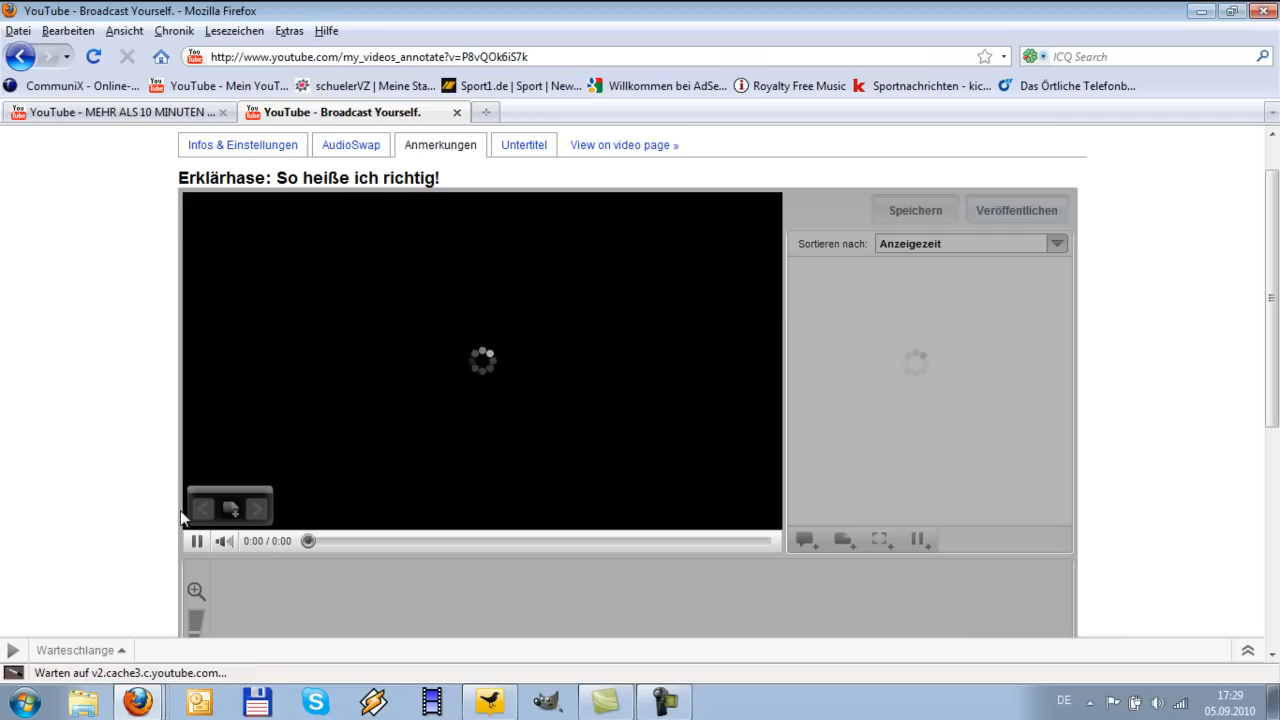 YouTube - Broadcast Yourself. - Mozilla Firefox
Datei Bearbeiten Ansicht Chronik Lesezeichen Extras Hilfe
http://www.youtube.com/my_videos_annotate?v=P8vQOk6iS7k ICQ Search
CommuniX - Online-... YouTube - Mein YouT... schuelerVZ | Meine Sta... Sport1.de | Sport | New... Willkommen bei AdSe... Royalty Free Music Sportnachrichten - kic... Das Örtliche Telefonb...
YouTube - MEHR ALS 10 MINUTEN ... YouTube - Broadcast Yourself.
Infos & Einstellungen AudioSwap Anmerkungen Untertitel View on video page »
Erklärhase: So heiße ich richtig!
Speichern Veröffentlichen
Sortieren nach: Anzeigezeit
0:00 / 0:00
Warteschlange
Warten auf v2.cache3.c.youtube.com...
DE 17:29
05.09.2010